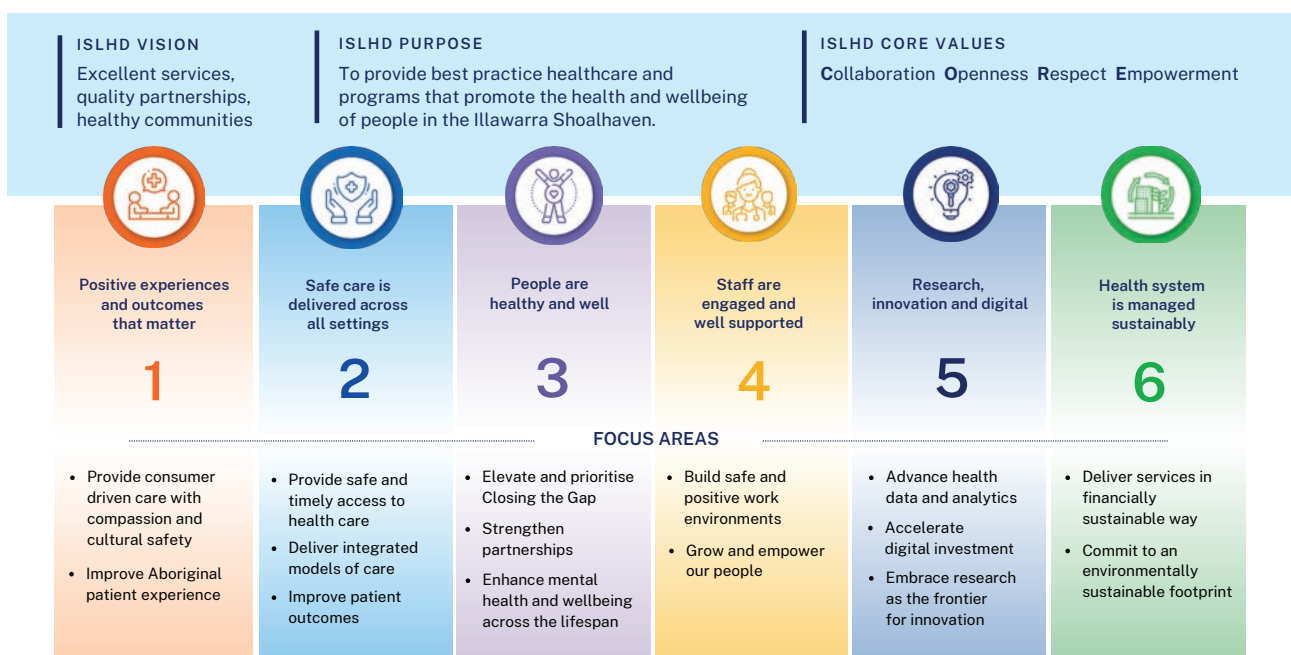 ISLHD VISION
Excellent services,
quality partnerships,
healthy communities
ISLHD PURPOSE
To provide best practice healthcare and
programs that promote the health and wellbeing
of people in the Illawarra Shoalhaven.
ISLHD CORE VALUES
Collaboration Openness Respect Empowerment
Positive experiences
and outcomes
that matter
1
Safe care is
delivered across
all settings
2
People are
healthy and well
3
Staff are
engaged and
well supported
4
Research,
innovation and digital
5
Health system
is managed
sustainably
6
FOCUS AREAS
• Provide consumer
driven care with
compassion and
cultural safety
• Improve Aboriginal
patient experience
• Provide safe and
timely access to
health care
• Deliver integrated
models of care
• Improve patient
outcomes
• Elevate and prioritise
Closing the Gap
• Strengthen
partnerships
• Enhance mental
health and wellbeing
across the lifespan
• Build safe and
positive work
environments
• Grow and empower
our people
• Advance health
data and analytics
• Accelerate
digital investment
• Embrace research
as the frontier
for innovation
• Deliver services in
financially
sustainable way
• Commit to an
environmentally
sustainable footprint